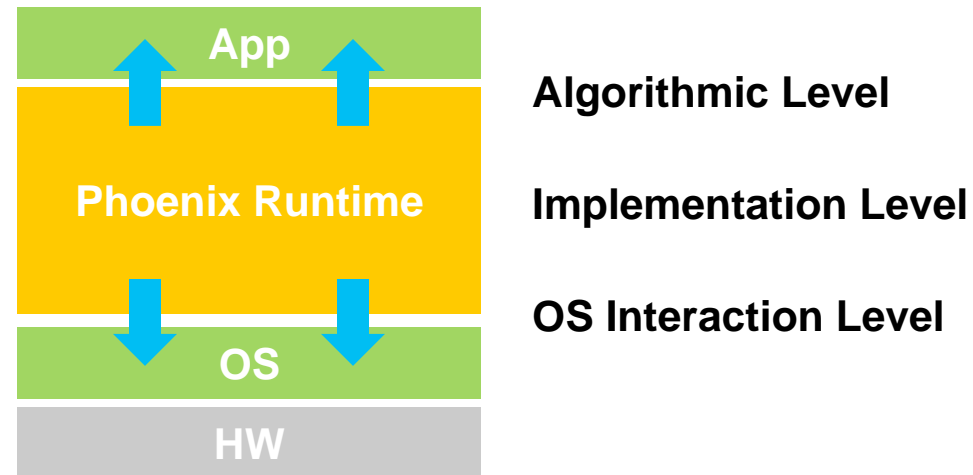 App
Algorithmic Level
Phoenix Runtime
Implementation Level
OS Interaction Level
OS
HW